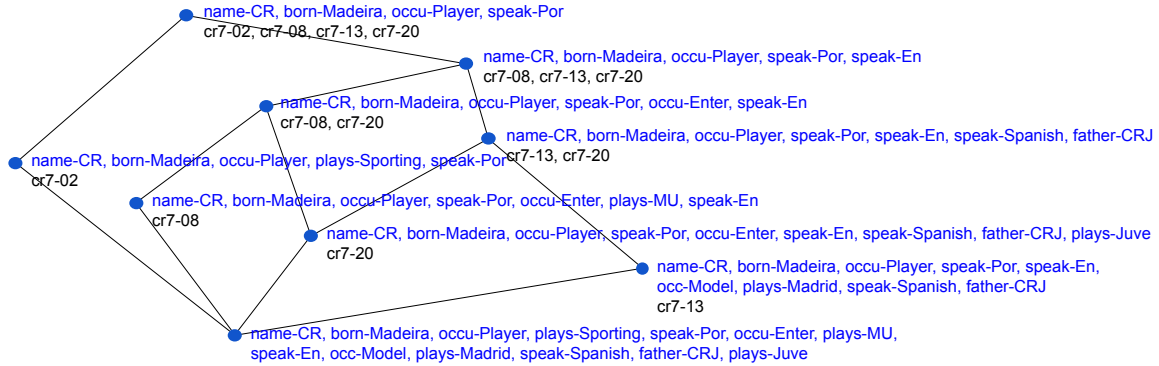 name-CR, born-Madeira, occu-Player, speak-Por
cr7-02, cr7-08, cr7-13, cr7-20
name-CR, born-Madeira, occu-Player, speak-Por, speak-En
cr7-08, cr7-13, cr7-20
name-CR, born-Madeira, occu-Player, speak-Por, occu-Enter, speak-En
cr7-08, cr7-20
name-CR, born-Madeira, occu-Player, speak-Por, speak-En, speak-Spanish, father-CRJ
cr7-13, cr7-20
name-CR, born-Madeira, occu-Player, plays-Sporting, speak-Por
cr7-02
name-CR, born-Madeira, occu-Player, speak-Por, occu-Enter, plays-MU, speak-En
cr7-08
name-CR, born-Madeira, occu-Player, speak-Por, occu-Enter, speak-En, speak-Spanish, father-CRJ, plays-Juve
cr7-20
name-CR, born-Madeira, occu-Player, speak-Por, speak-En,
occ-Model, plays-Madrid, speak-Spanish, father-CRJ
cr7-13
name-CR, born-Madeira, occu-Player, plays-Sporting, speak-Por, occu-Enter, plays-MU,
speak-En, occ-Model, plays-Madrid, speak-Spanish, father-CRJ, plays-Juve